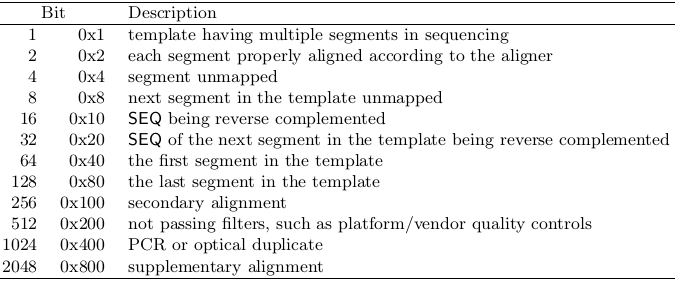 Bit Description
1 0x1 template having multiple segments in sequencing
2 0x2 each segment properly aligned according to the aligner
4 0x4 segment unmapped
8 0x8 next segment in the template unmapped
16 0x10 SEQ being reverse complemented
32 0x20 SEQ of the next segment in the template being reverse complemented
64 0x40 the first segment in the template
128 0x80 the last segment in the template
256 0x100 secondary alignment
512 0x200 not passing filters, such as platform/vendor quality controls
1024 0x400 PCR or optical duplicate
2048 0x800 supplementary alignment